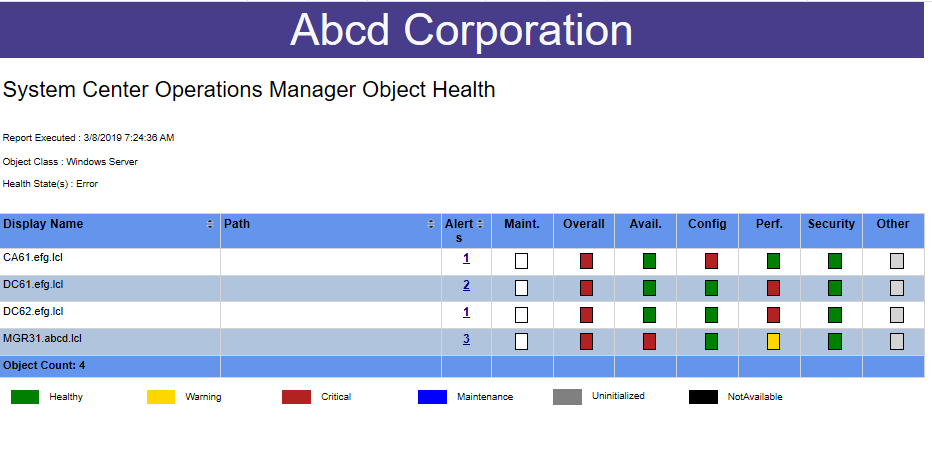 Abcd Corporation
System Center Operations Manager Object Health
Report Executed : 3/8/2019 7:24:36 AM
Object Class : Windows Server
Health State(s) : Error
Display Name Path Alerts Maint. Overall Avail. Config Perf. Security Other
CA61.efg.lcl 1
DC61.efg.lcl 2
DC62.efg.lcl 1
MGR31.abcd.lcl 3
Object Count: 4
Healthy Warning Critical Maintenance Uninitialized NotAvailable